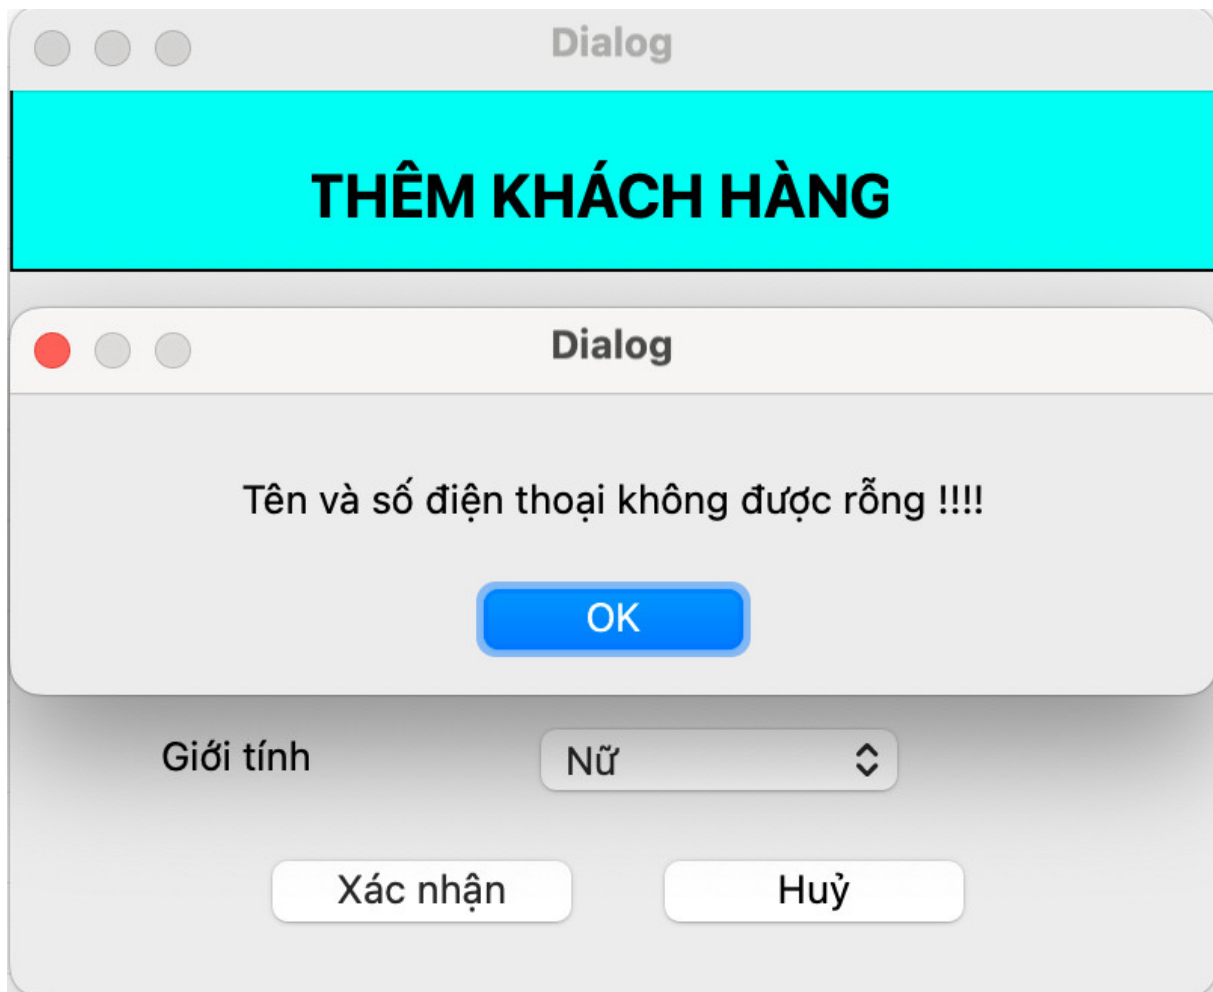 Dialog
THÊM KHÁCH HÀNG
Dialog
Tên và số điện thoại không được rỗng !!!!
OK
Giới tính Nữ
Xác nhận Huỷ